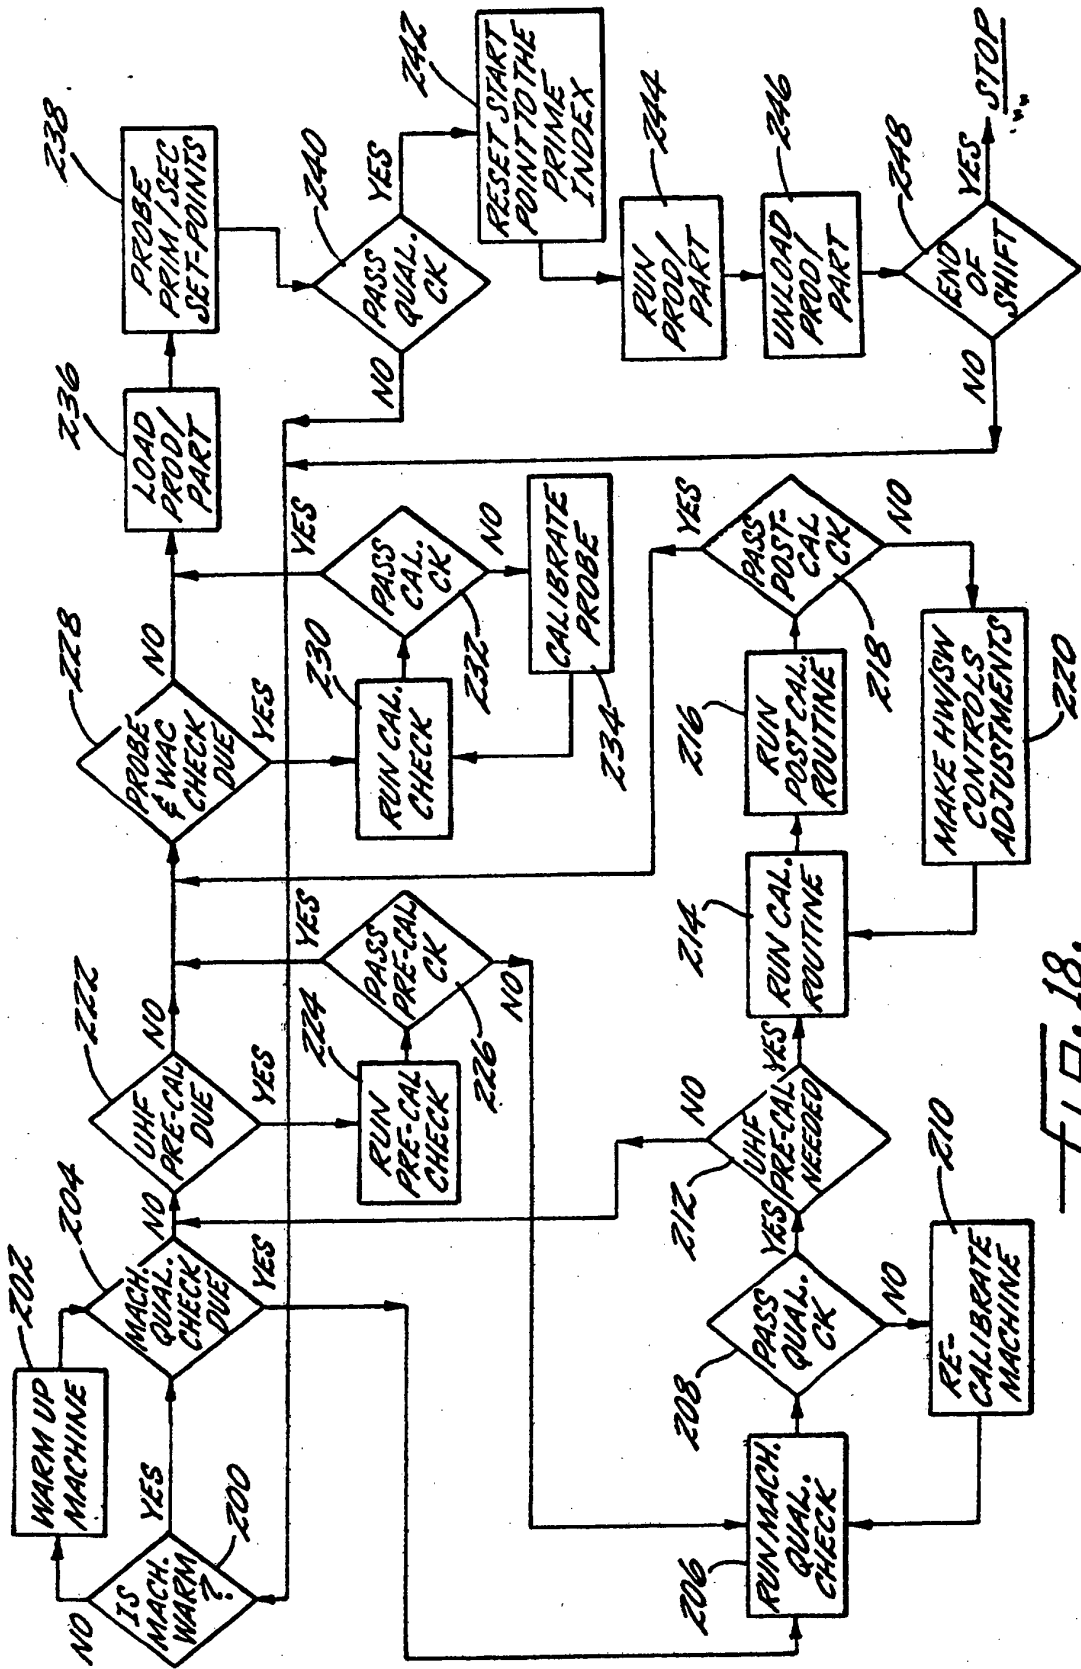 IS
MACH.
WARM
?
200
NO
YES
WARM UP
MACHINE
202
MACH.
QUAL.
CHECK
DUE
204
NO
YES
UHF
PRE-CAL
DUE
222
NO
YES
RUN
PRE-CAL
CHECK
224
PASS
PRE-CAL
CK
226
YES
NO
PROBE
& WAC
CHECK
DUE
228
NO
YES
RUN CAL.
CHECK
230
PASS
CAL.
CK
232
YES
NO
CALIBRATE
PROBE
234
LOAD
PROD/
PART
236
PROBE
PRIM/SEC
SET-POINTS
238
PASS
QUAL.
CK
240
NO
YES
RESET START
POINT TO THE
PRIME
INDEX
242
RUN
PROD/
PART
244
UNLOAD
PROD/
PART
246
END
OF
SHIFT
248
NO
YES
STOP
RUN MACH.
QUAL.
CHECK
206
PASS
QUAL.
CK
208
YES
NO
RE-
CALIBRATE
MACHINE
210
UHF
PRE-CAL
NEEDED
212
NO
YES
RUN CAL.
ROUTINE
214
RUN
POST CAL.
ROUTINE
216
PASS
POST-
CAL
CK
218
YES
NO
MAKE HW/SW
CONTROLS
ADJUSTMENTS
220
FIG. 18.